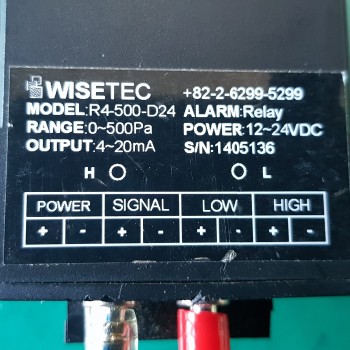 WISETEC +82-2-6299-5299
MODEL:R4-500-D24 ALARM:Relay
RANGE:0~500Pa POWER:12~24VDC
OUTPUT:4~20mA S/N:1405136
H L
POWER SIGNAL LOW HIGH
+ - + - + - + -